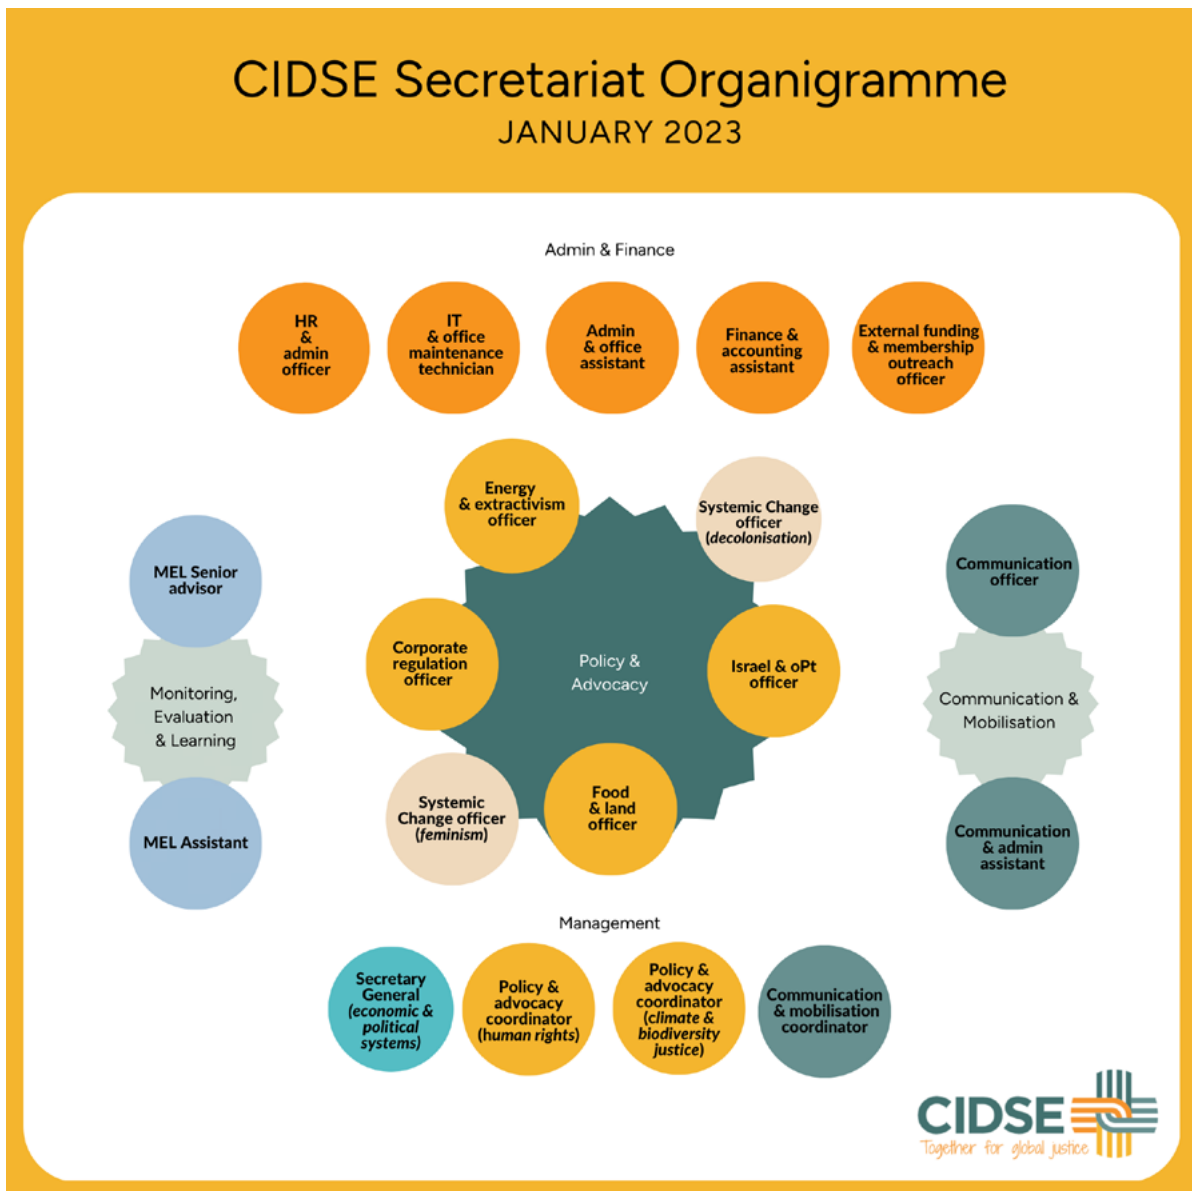 CIDSE Secretariat Organigramme
JANUARY 2023
Admin & Finance
HR
&
admin
officer
IT
& office
maintenance
technician
Admin
& office
assistant
Finance &
accounting
assistant
External funding
& membership
outreach
officer
Energy
& extractivism
officer
Systemic Change
officer
(decolonisation)
MEL Senior
advisor
Monitoring,
Evaluation
& Learning
MEL Assistant
Corporate
regulation
officer
Policy &
Advocacy
Israel & oPt
officer
Systemic
Change officer
(feminism)
Food
& land
officer
Communication
officer
Communication &
Mobilisation
Communication
& admin
assistant
Management
Secretary
General
(economic &
political
systems)
Policy &
advocacy
coordinator
(human rights)
Policy &
advocacy
coordinator
(climate &
biodiversity
justice)
Communication
& mobilisation
coordinator
CIDSE
Together for global justice